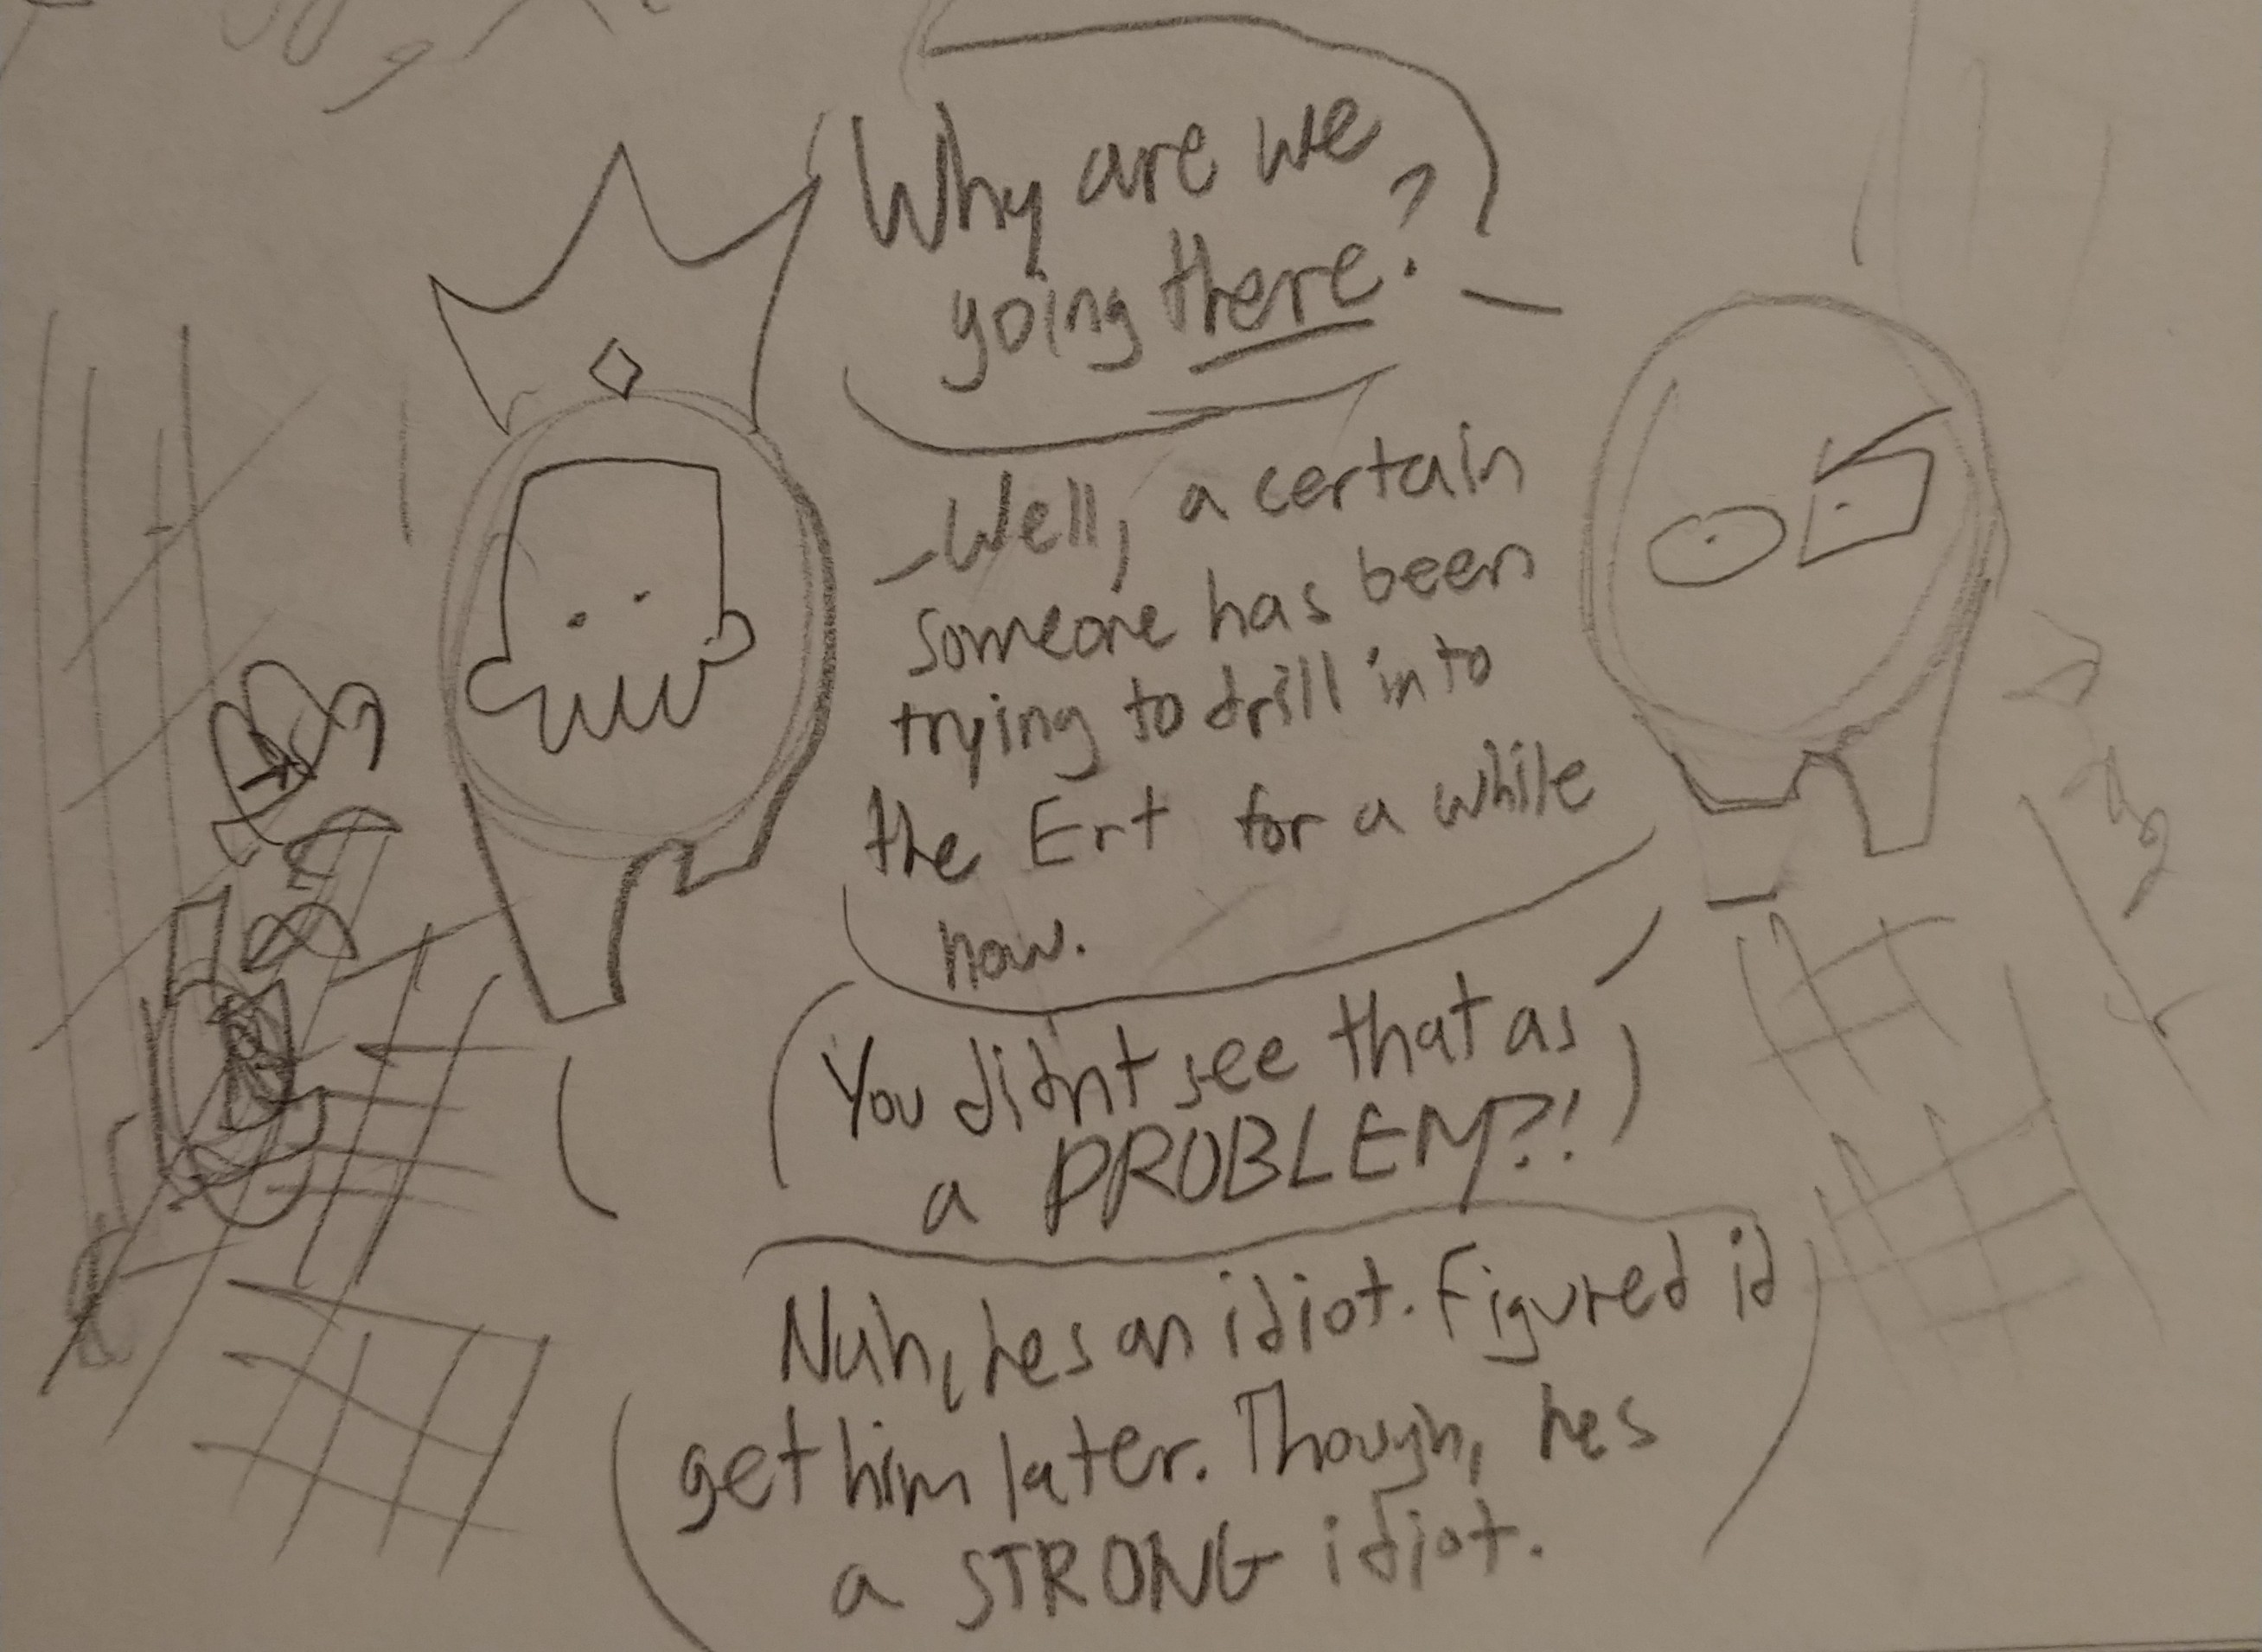 Why are we
going there?
Well, a certain
someone has been
trying to drill into
the Ert for a while
now.
You didnt see that as
a PROBLEM?!
Nuh, hes an idiot. Figured id
get him later. Though, hes
a STRONG idiot.